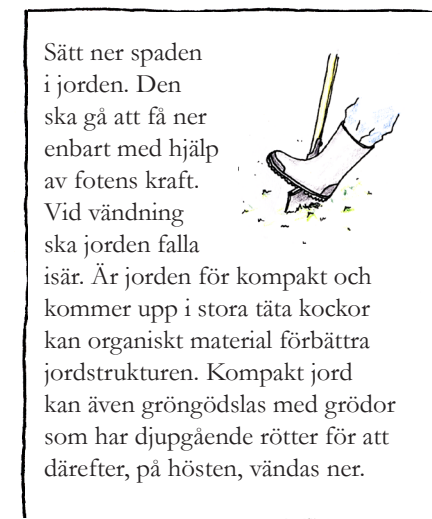 Sätt ner spaden
i jorden. Den
ska gå att få ner
enbart med hjälp
av fotens kraft.
Vid vändning
ska jorden falla
isär. Är jorden för kompakt och
kommer upp i stora täta kockor
kan organiskt material förbättra
jordstrukturen. Kompakt jord
kan även gröngödslas med grödor
som har djupgående rötter för att
därefter, på hösten, vändas ner.